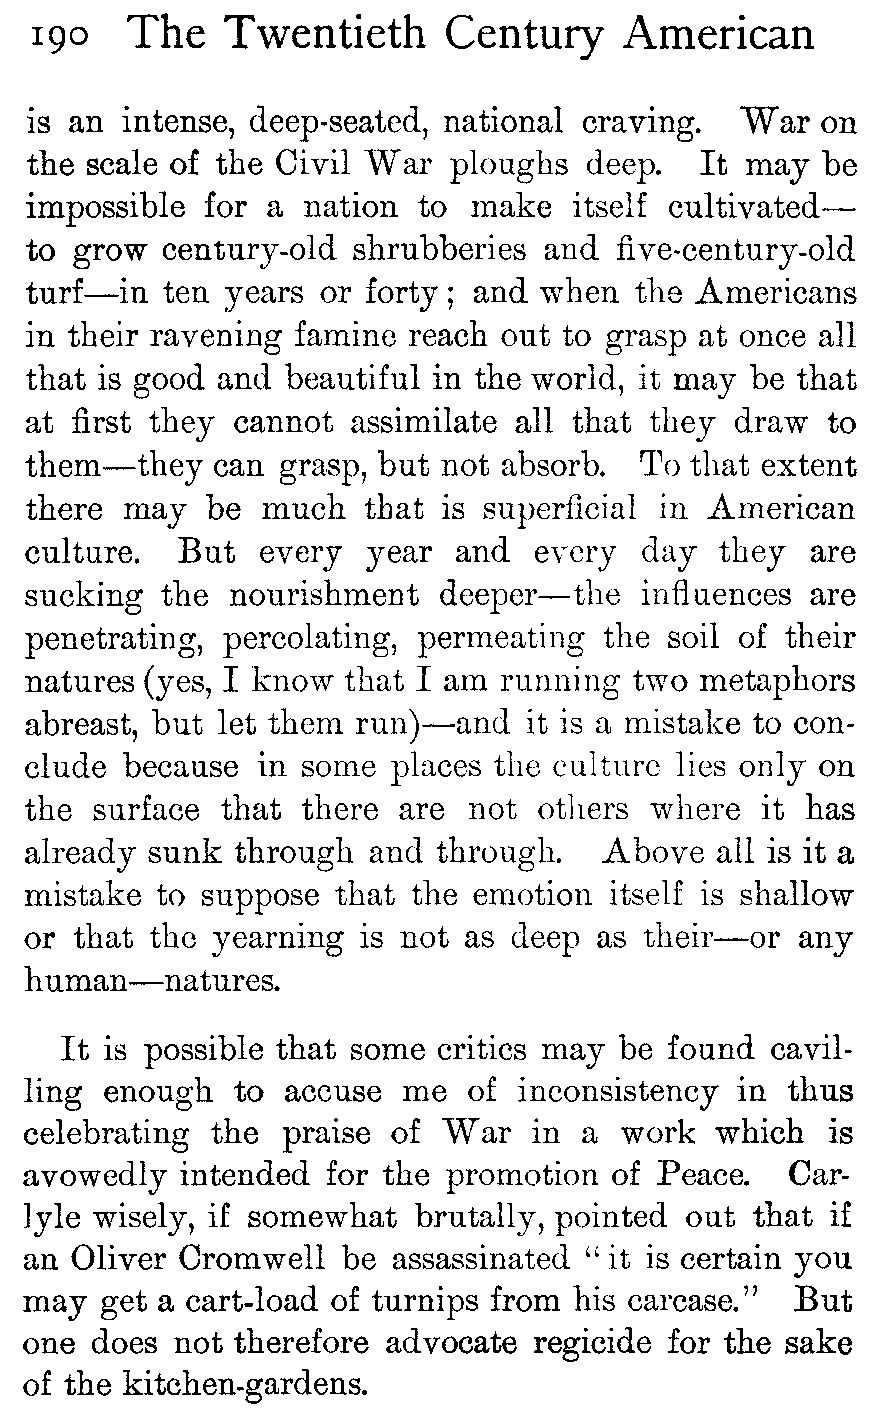 190 The Twentieth Century American
is an intense, deep-seated, national craving. War on
the scale of the Civil War ploughs deep. It may be
impossible for a nation to make itself cultivated—
to grow century-old shrubberies and five-century-old
turf—in ten years or forty; and when the Americans
in their ravening famine reach out to grasp at once all
that is good and beautiful in the world, it may be that
at first they cannot assimilate all that they draw to
them—they can grasp, but not absorb. To that extent
there may be much that is superficial in American
culture. But every year and every day they are
sucking the nourishment deeper—the influences are
penetrating, percolating, permeating the soil of their
natures (yes, I know that I am running two metaphors
abreast, but let them run)—and it is a mistake to con-
clude because in some places the culture lies only on
the surface that there are not others where it has
already sunk through and through. Above all is it a
mistake to suppose that the emotion itself is shallow
or that the yearning is not as deep as their—or any
human—natures.
It is possible that some critics may be found cavil-
ling enough to accuse me of inconsistency in thus
celebrating the praise of War in a work which is
avowedly intended for the promotion of Peace. Car-
lyle wisely, if somewhat brutally, pointed out that if
an Oliver Cromwell be assassinated "it is certain you
may get a cart-load of turnips from his carcase." But
one does not therefore advocate regicide for the sake
of the kitchen-gardens.